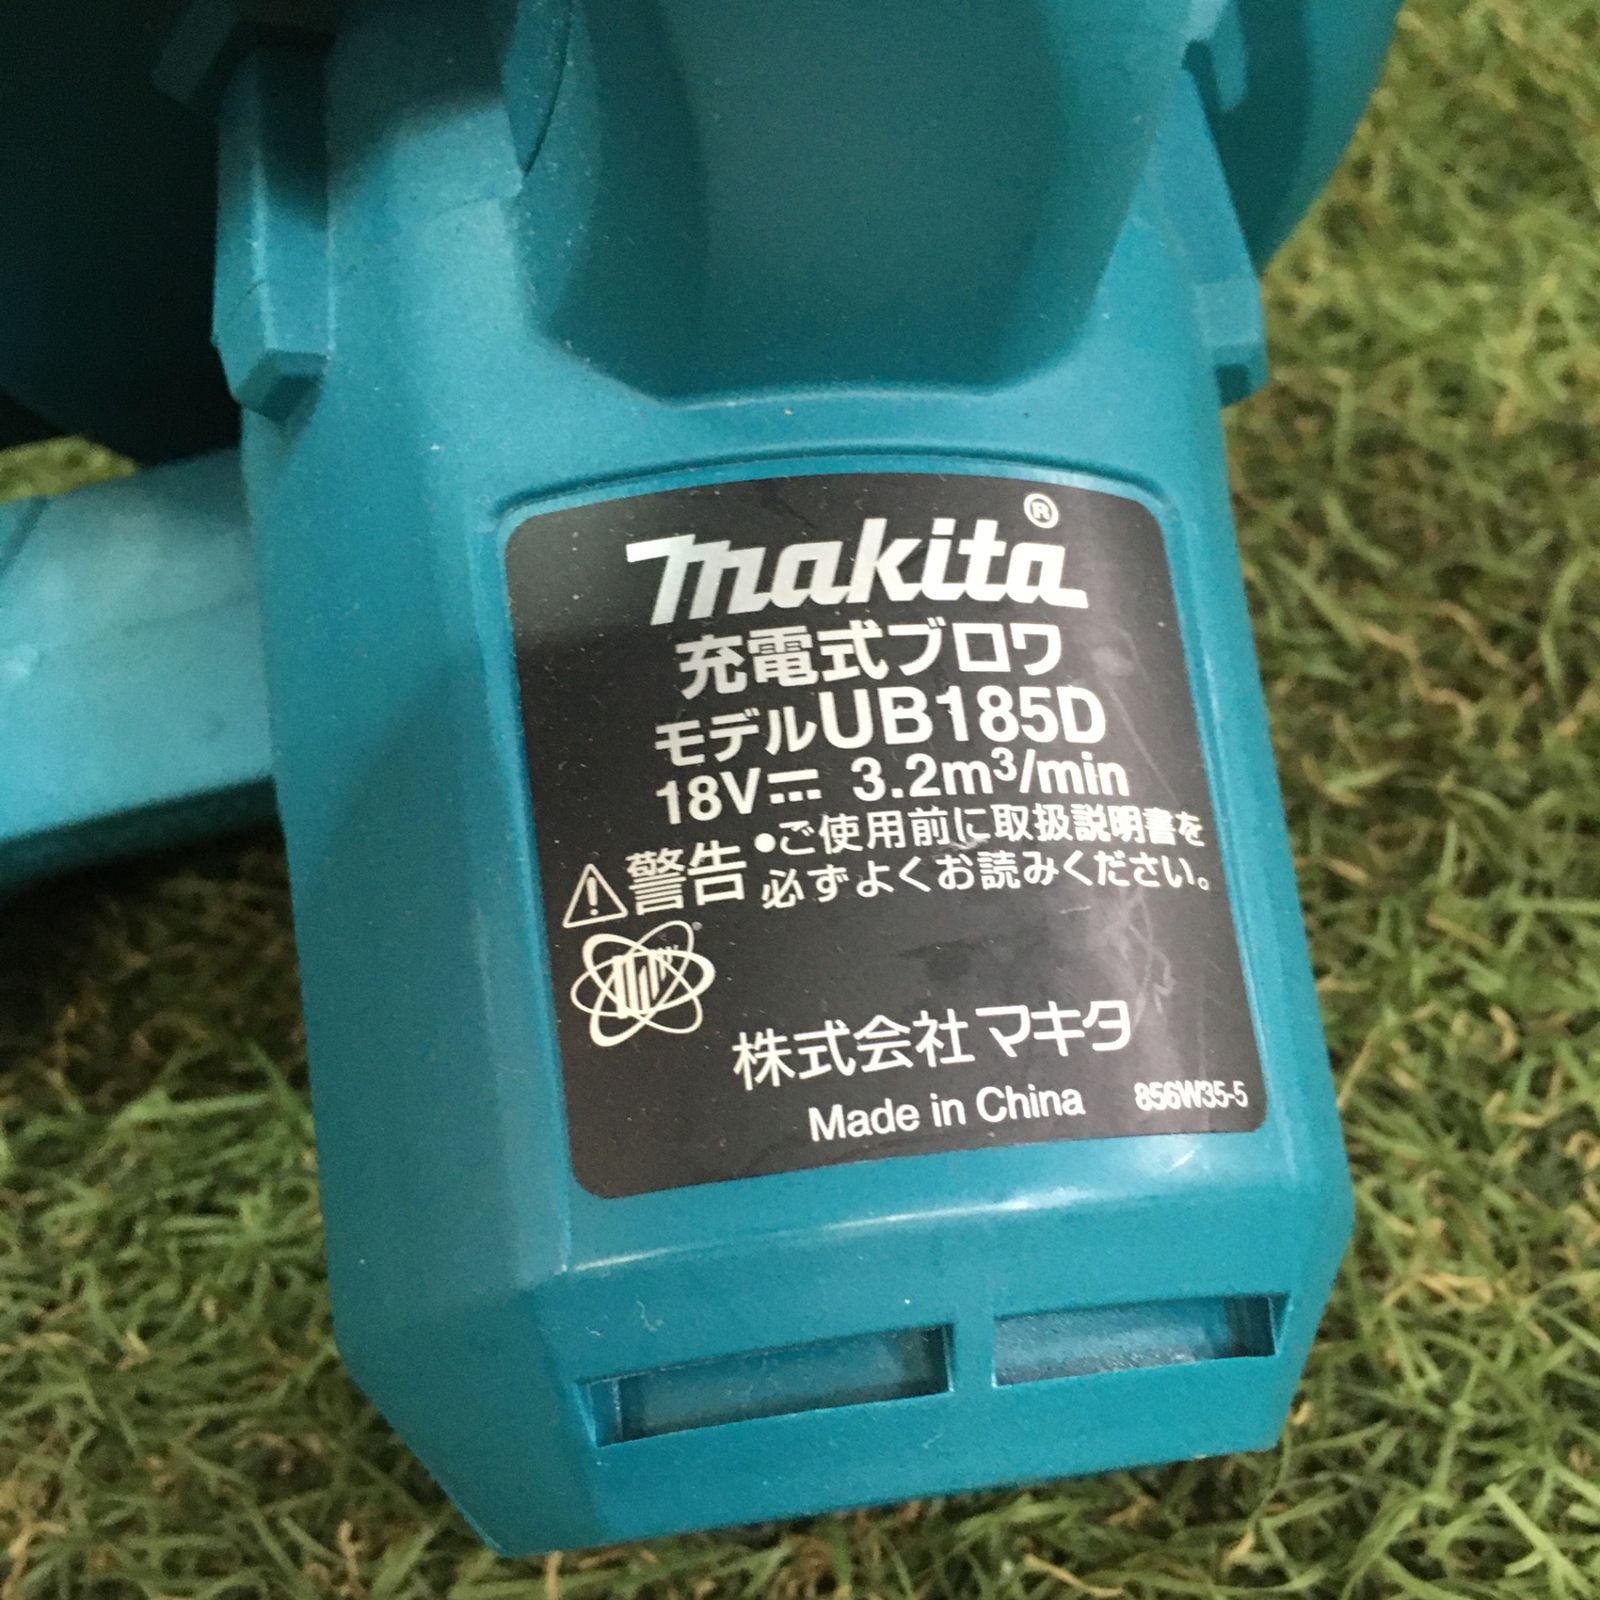 makita®
充電式ブロワ
モデルUB185D
18V⎓ 3.2m³/min
⚠警告 •ご使用前に取扱説明書を
必ずよくお読みください。
株式会社マキタ
Made in China 856W35-5